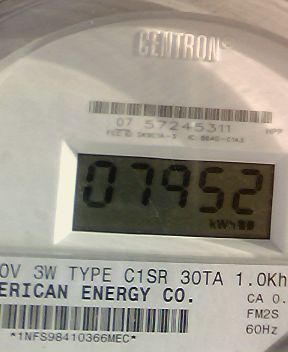 CENTRON®
07 57245311
07952
kWh
0V 3W TYPE C1SR 30TA 1.0Kh
ERICAN ENERGY CO.
CA 0.
FM2S
60Hz
*1NFS98410366MEC*